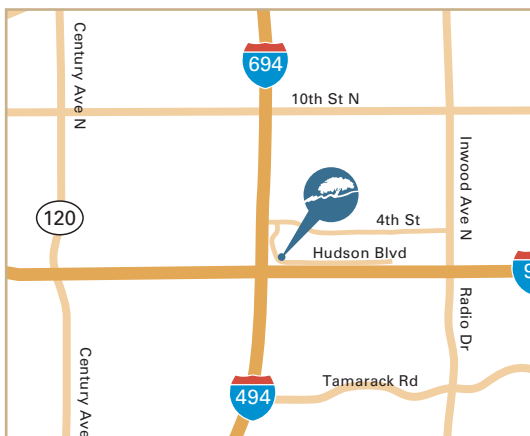 Century Ave N
694
10th St N
Inwood Ave N
120
4th St
Hudson Blvd
9
Radio Dr
Century Ave
Tamarack Rd
494